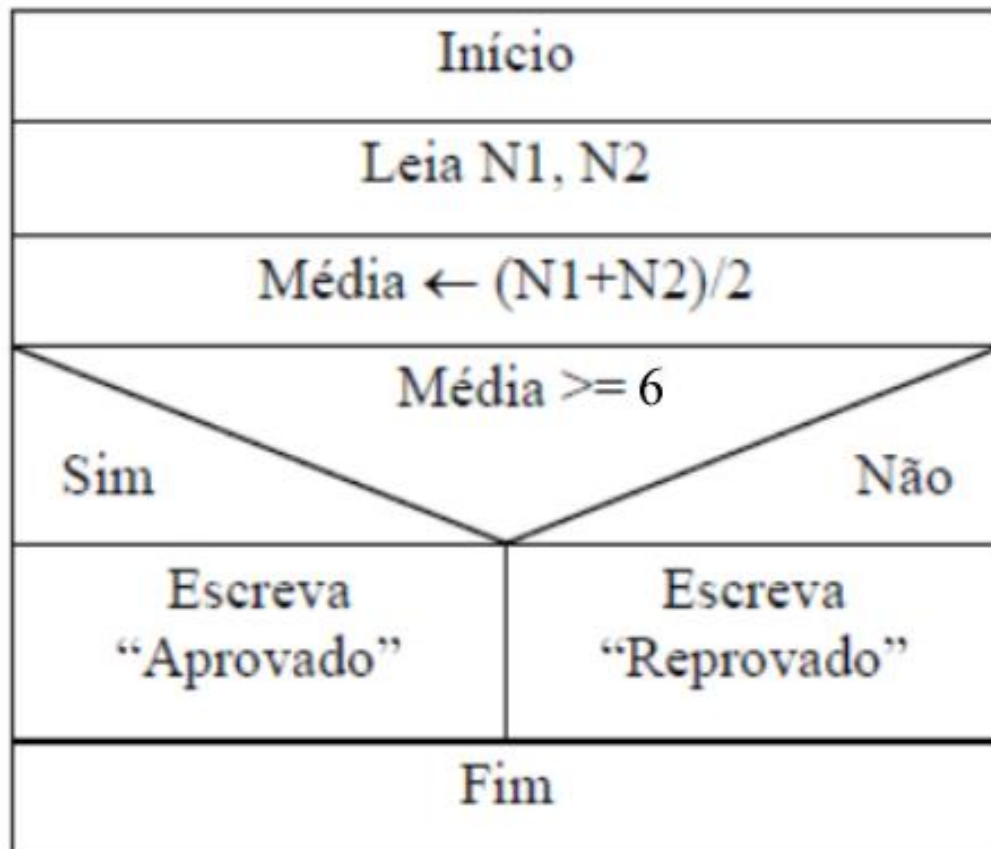 Início
Leia N1, N2
Média ← (N1+N2)/2
Média >= 6
Sim
Não
Escreva
“Aprovado”
Escreva
“Reprovado”
Fim